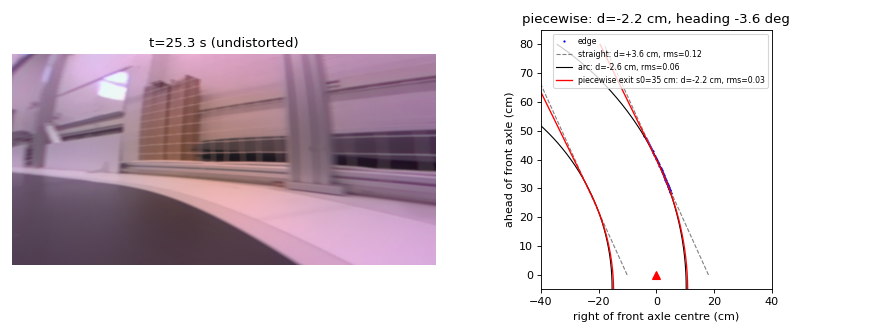 t=25.3 s (undistorted)
piecewise: d=-2.2 cm, heading -3.6 deg
edge
straight: d=+3.6 cm, rms=0.12
arc: d=-2.6 cm, rms=0.06
piecewise exit s0=35 cm: d=-2.2 cm, rms=0.03
ahead of front axle (cm)
80
70
60
50
40
30
20
10
0
−40
−20
0
20
40
right of front axle centre (cm)